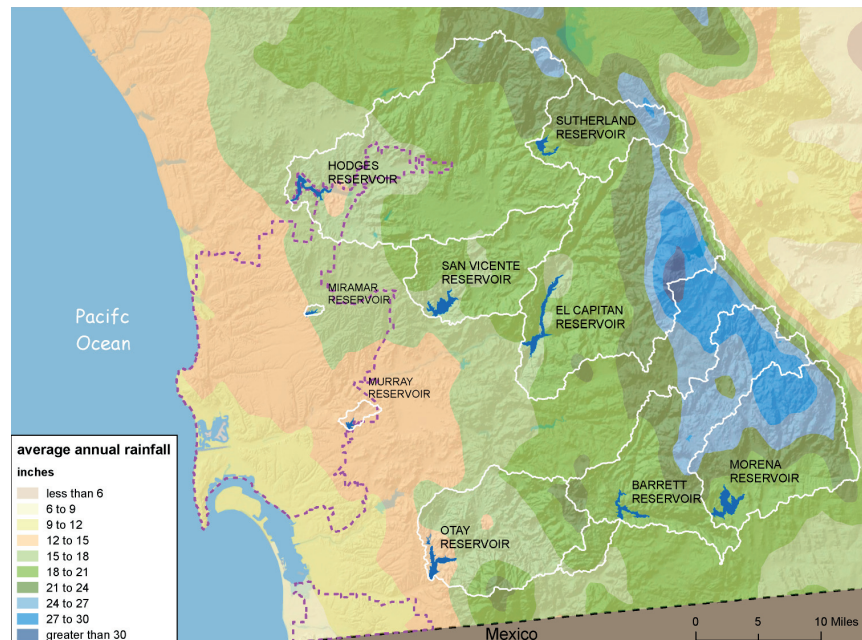 SUTHERLAND
RESERVOIR
HODGES
RESERVOIR
SAN VICENTE
RESERVOIR
MIRAMAR
RESERVOIR
EL CAPITAN
RESERVOIR
Pacifc
Ocean
MURRAY
RESERVOIR
BARRETT
RESERVOIR
MORENA
RESERVOIR
OTAY
RESERVOIR
average annual rainfall
inches
less than 6
6 to 9
9 to 12
12 to 15
15 to 18
18 to 21
21 to 24
24 to 27
27 to 30
greater than 30
0 5 10 Miles
Mexico